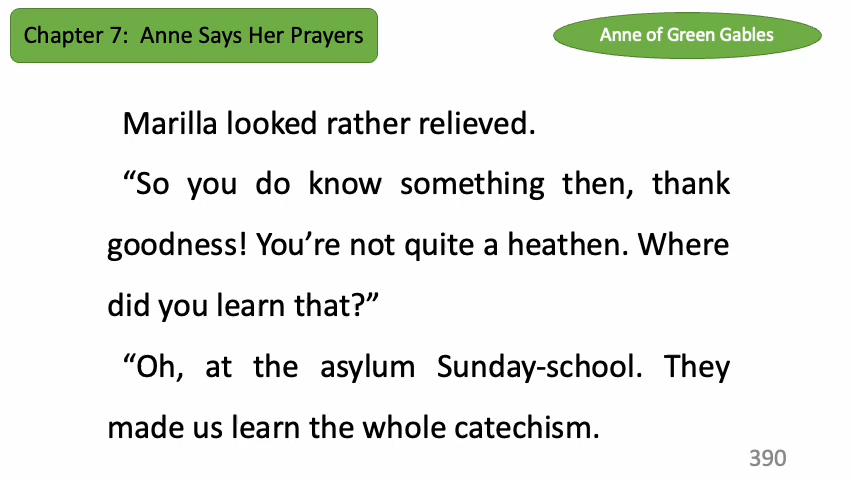 Chapter 7:  Anne Says Her Prayers
Anne of Green Gables
Marilla looked rather relieved.
“So you do know something then, thank
goodness! You’re not quite a heathen. Where
did you learn that?”
“Oh, at the asylum Sunday-school. They
made us learn the whole catechism.
390